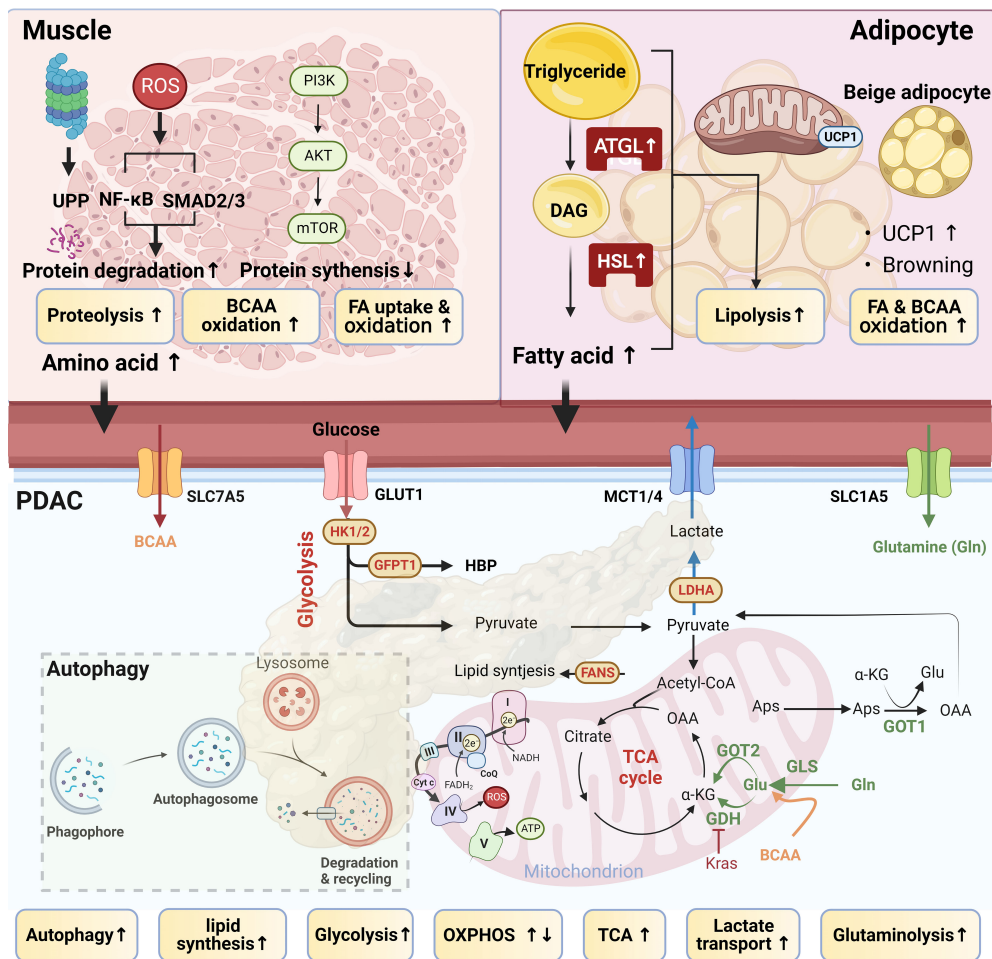 Muscle
ROS
PI3K
AKT
mTOR
UPP
NF-κB
SMAD2/3
Protein degradation↑
Protein sythensis↓
Proteolysis ↑
BCAA
oxidation ↑
FA uptake &
oxidation ↑
Amino acid ↑
Adipocyte
Triglyceride
ATGL↑
DAG
HSL↑
Fatty acid ↑
UCP1
Beige adipocyte
• UCP1 ↑
• Browning
Lipolysis↑
FA & BCAA
oxidation ↑
Glucose
PDAC
SLC7A5
GLUT1
MCT1/4
SLC1A5
BCAA
Glutamine (Gln)
Lactate
Glycolysis
HK1/2
GFPT1
HBP
LDHA
Pyruvate
Pyruvate
Lipid syntjesis
FANS
Acetyl-CoA
α-KG
Glu
Aps
Aps
GOT1
OAA
Autophagy
Lysosome
Phagophore
Autophagosome
Degradation
& recycling
I
2e⁻
NADH
II
2e⁻
CoQ
FADH₂
III
Cyt c
IV
ROS
V
ATP
OAA
Citrate
TCA
cycle
α-KG
GOT2
Glu
GLS
Gln
GDH
Kras
BCAA
Mitochondrion
Autophagy↑
lipid
synthesis↑
Glycolysis↑
OXPHOS ↑↓
TCA ↑
Lactate
transport ↑
Glutaminolysis↑